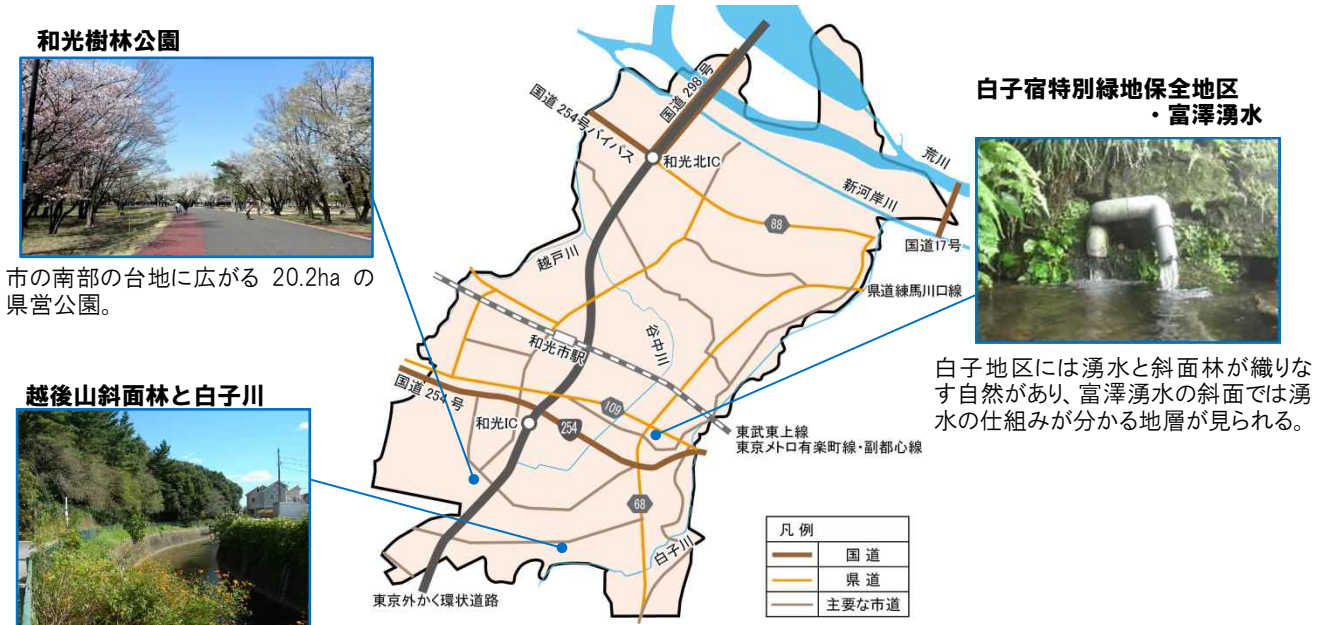 和光樹林公園
市の南部の台地に広がる 20.2ha の
県営公園。
越後山斜面林と白子川
国道 298 号
国道 254号バイパス
和光北IC
荒川
新河岸川
88
国道17号
越戸川
県道練馬川口線
谷中川
和光市駅
国道 254 号
109
和光IC
254
東武東上線
東京メトロ有楽町線・副都心線
68
白子川
東京外かく環状道路
凡 例
国 道
県 道
主要な市道
白子宿特別緑地保全地区
・富澤湧水
白子地区には湧水と斜面林が織りな
す自然があり、富澤湧水の斜面では湧
水の仕組みが分かる地層が見られる。